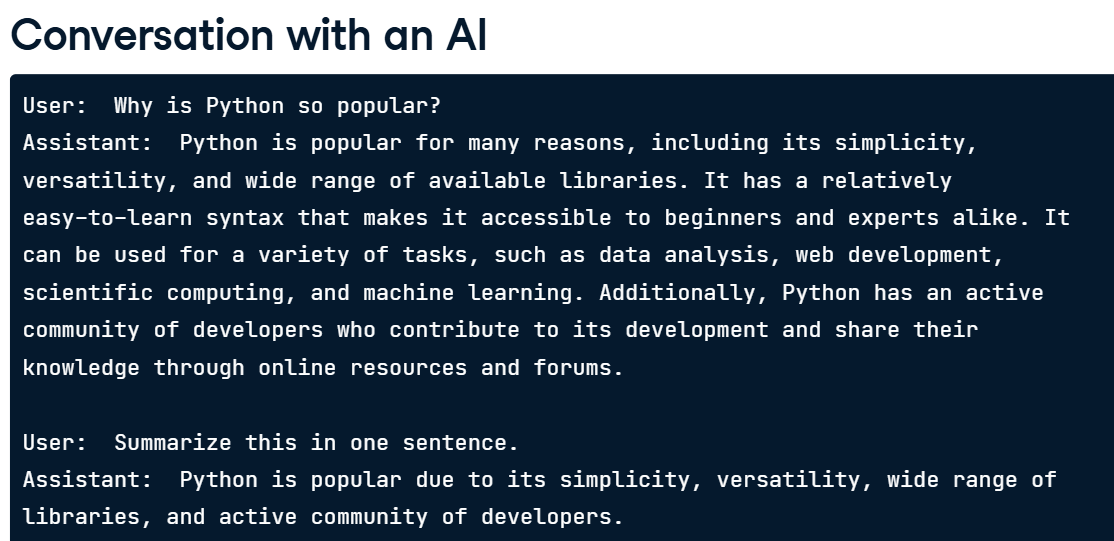 Conversation with an AI
User:  Why is Python so popular?
Assistant:  Python is popular for many reasons, including its simplicity,
versatility, and wide range of available libraries. It has a relatively
easy-to-learn syntax that makes it accessible to beginners and experts alike. It
can be used for a variety of tasks, such as data analysis, web development,
scientific computing, and machine learning. Additionally, Python has an active
community of developers who contribute to its development and share their
knowledge through online resources and forums.
User:  Summarize this in one sentence.
Assistant:  Python is popular due to its simplicity, versatility, wide range of
libraries, and active community of developers.